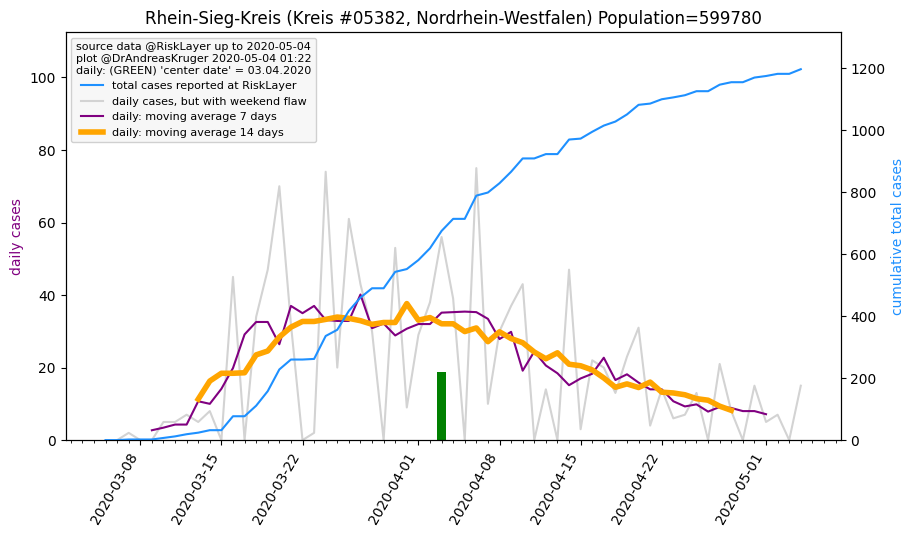 Rhein-Sieg-Kreis (Kreis #05382, Nordrhein-Westfalen) Population=599780
source data @RiskLayer up to 2020-05-04
plot @DrAndreasKruger 2020-05-04 01:22
daily: (GREEN) 'center date' = 03.04.2020
total cases reported at RiskLayer
daily cases, but with weekend flaw
daily: moving average 7 days
daily: moving average 14 days
daily cases
100
80
60
40
20
0
1200
1000
800
600
400
200
0
cumulative total cases
2020-03-08
2020-03-15
2020-03-22
2020-04-01
2020-04-08
2020-04-15
2020-04-22
2020-05-01